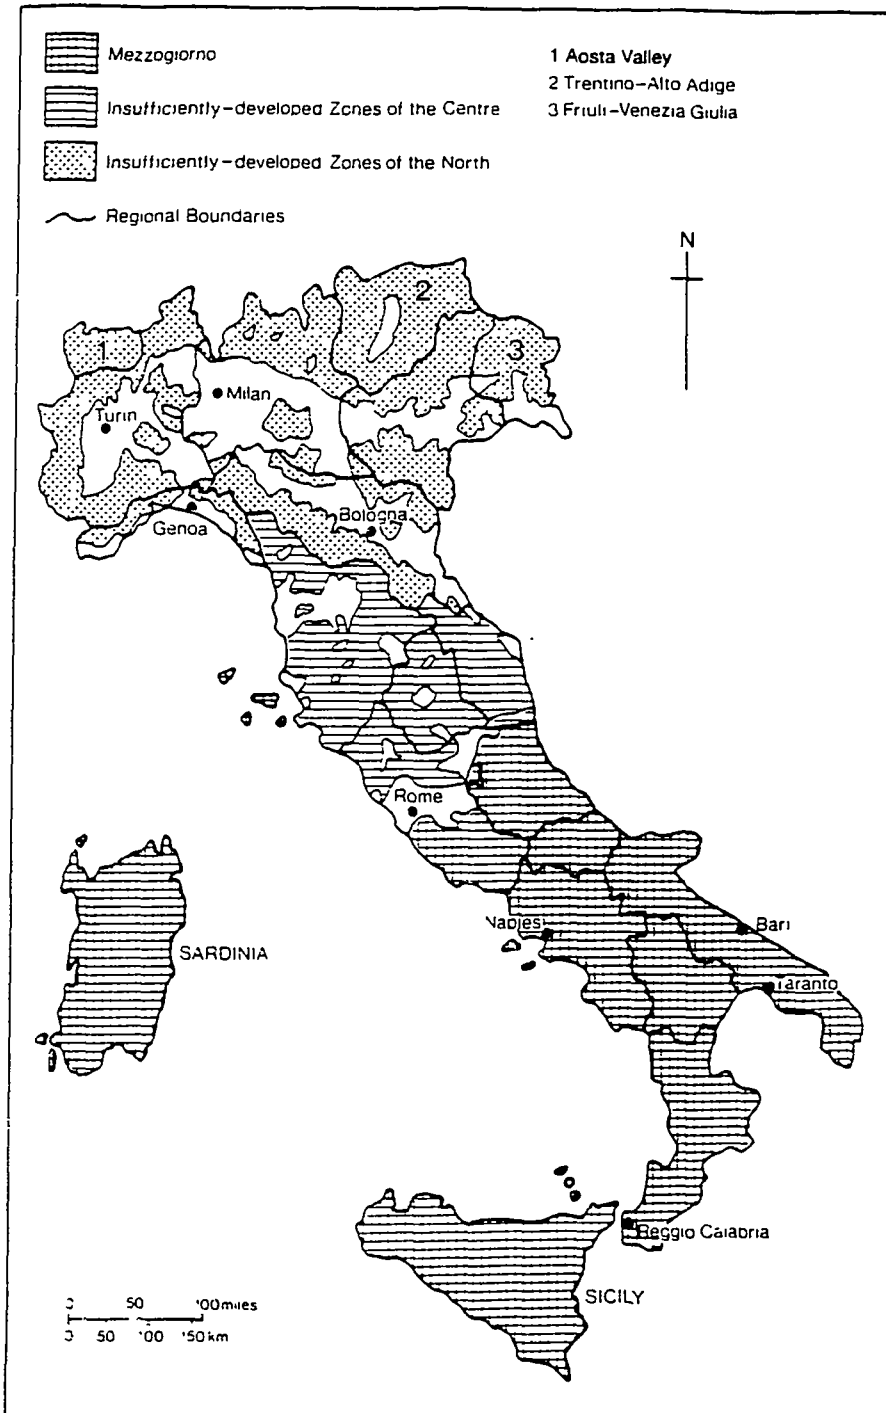 Mezzogiorno
Insufficiently-developed Zones of the Centre
Insufficiently-developed Zones of the North
Regional Boundaries
1 Aosta Valley
2 Trentino-Alto Adige
3 Friuli-Venezia Giulia
N
2
1
3
Milan
Turin
Genoa
Bologna
Rome
Naples
Bari
Taranto
SARDINIA
Reggio Calabria
SICILY
0 50 100 miles
0 50 100 150 km